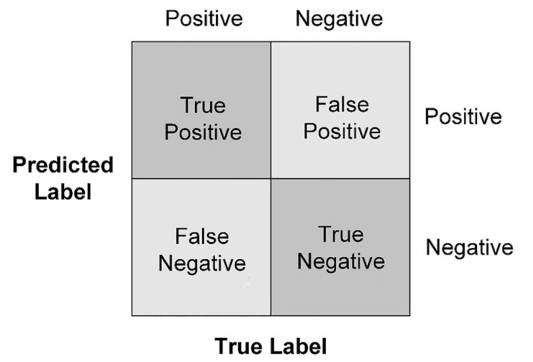 Positive
Negative
True
Positive
False
Positive
Positive
Predicted
Label
False
Negative
True
Negative
Negative
True Label